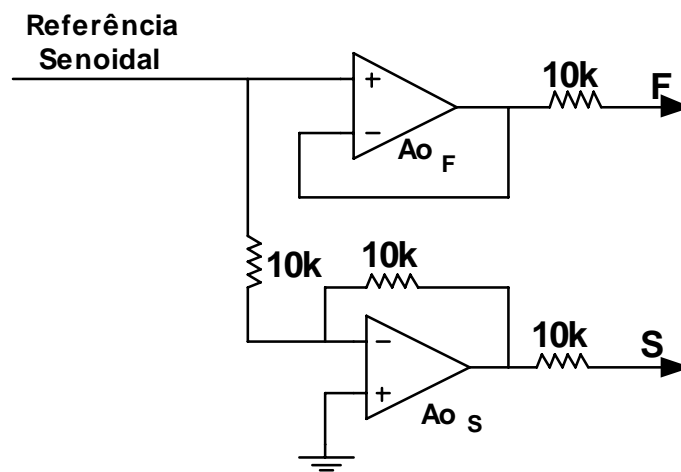 Referência
Senoidal
10k
F
+
−
Ao F
10k
10k
10k
S
−
+
Ao S